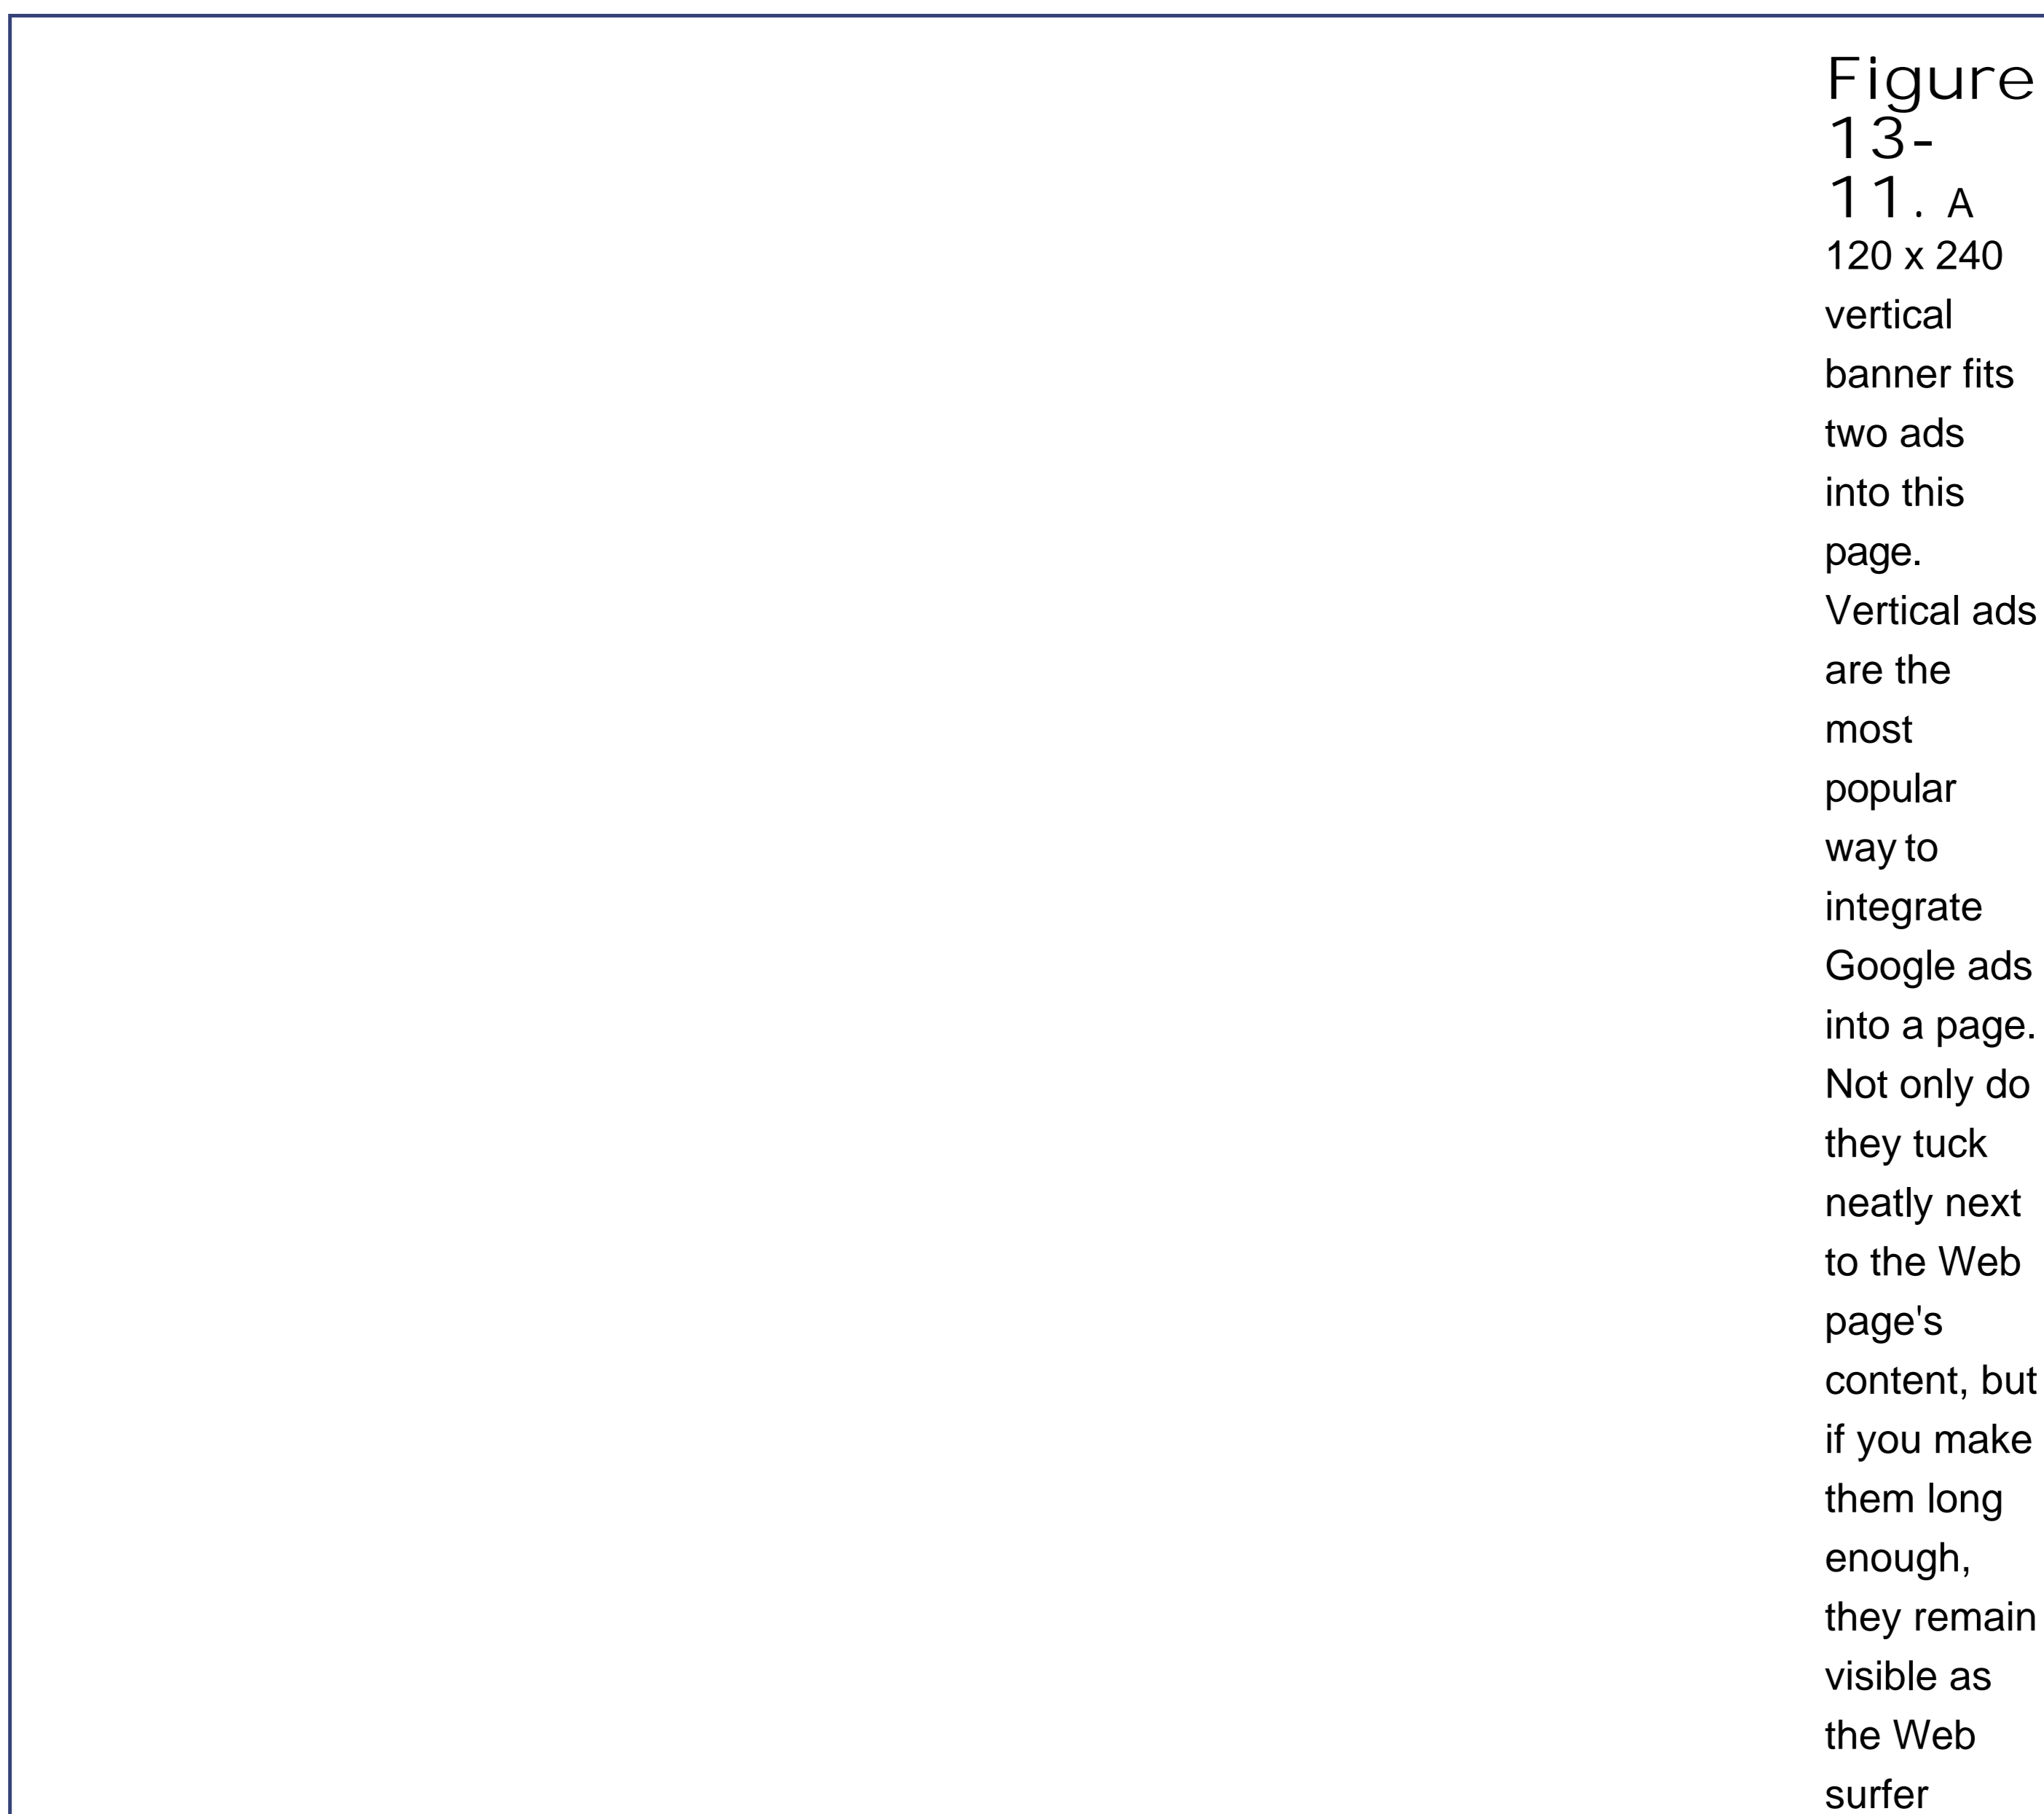 Figure
13-
11. A
120 x 240
vertical
banner fits
two ads
into this
page.
Vertical ads
are the
most
popular
way to
integrate
Google ads
into a page.
Not only do
they tuck
neatly next
to the Web
page's
content, but
if you make
them long
enough,
they remain
visible as
the Web
surfer